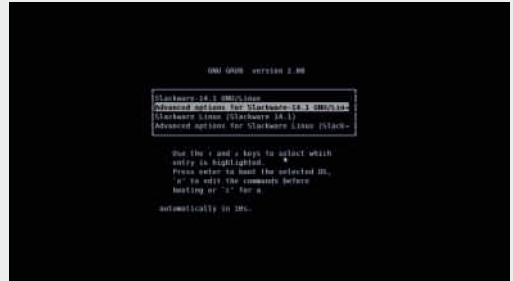 GNU GRUB version 2.00
Slackware-14.1 GNU/Linux
Advanced options for Slackware-14.1 GNU/Lin→
Slackware Linux (Slackware 14.1)
Advanced options for Slackware Linux (Slack→
Use the ↑ and ↓ keys to select which
entry is highlighted.
Press enter to boot the selected OS,
`e' to edit the commands before
booting or `c' for a
automatically in 10s.